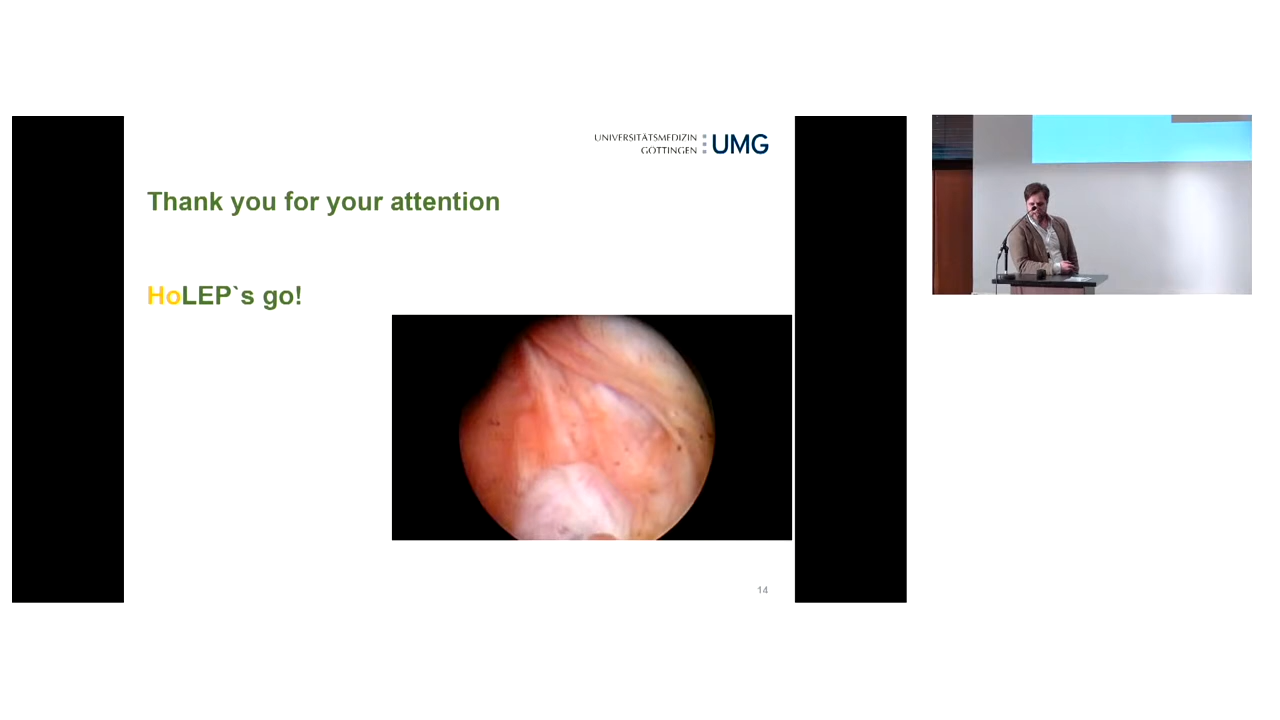 UNIVERSITÄTSMEDIZIN
GÖTTINGEN
UMG
Thank you for your attention
HoLEP`s go!
14